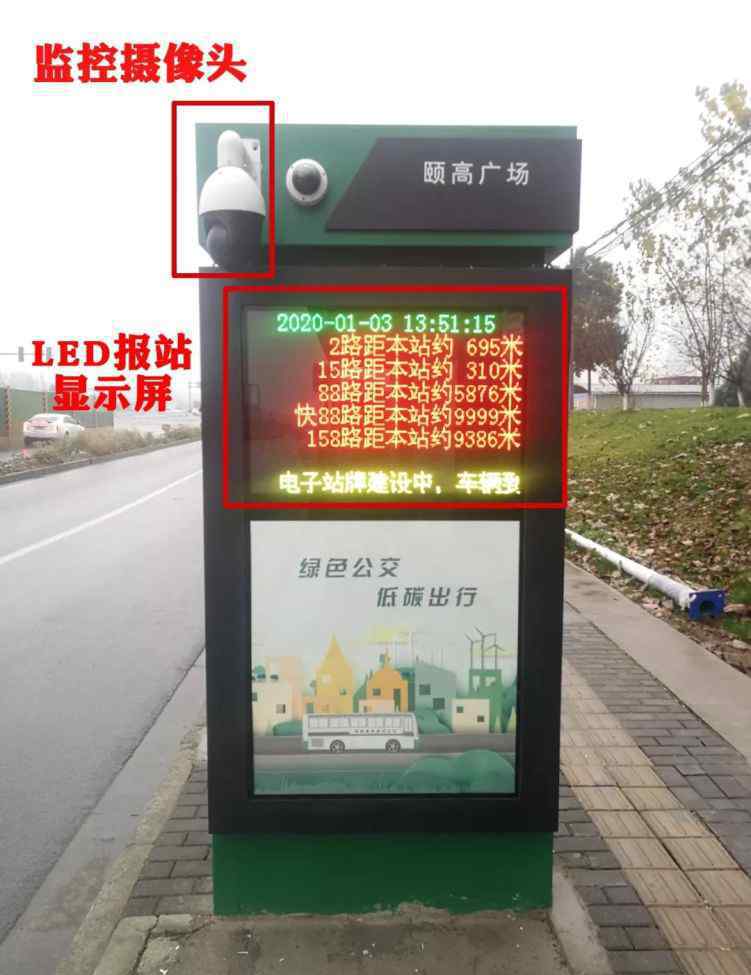 监控摄像头
颐高广场
LED报站
显示屏
2020-01-03 13:51:15
2路距本站约 695米
15路距本站约 310米
88路距本站约5876米
快88路距本站约9999米
158路距本站约9386米
电子站牌建设中，车辆到
绿色公交
低碳出行